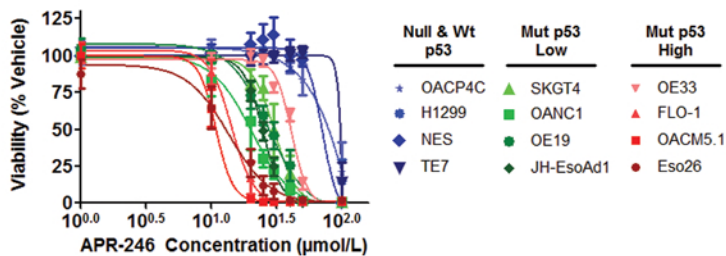 Viability (% Vehicle)
125
100
75
50
25
0
10^0.0 10^0.5 10^1.0 10^1.5 10^2.0
APR-246 Concentration (μmol/L)
Null & Wt
p53
OACP4C
H1299
NES
TE7
Mut p53
Low
SKGT4
OANC1
OE19
JH-EsoAd1
Mut p53
High
OE33
FLO-1
OACM5.1
Eso26